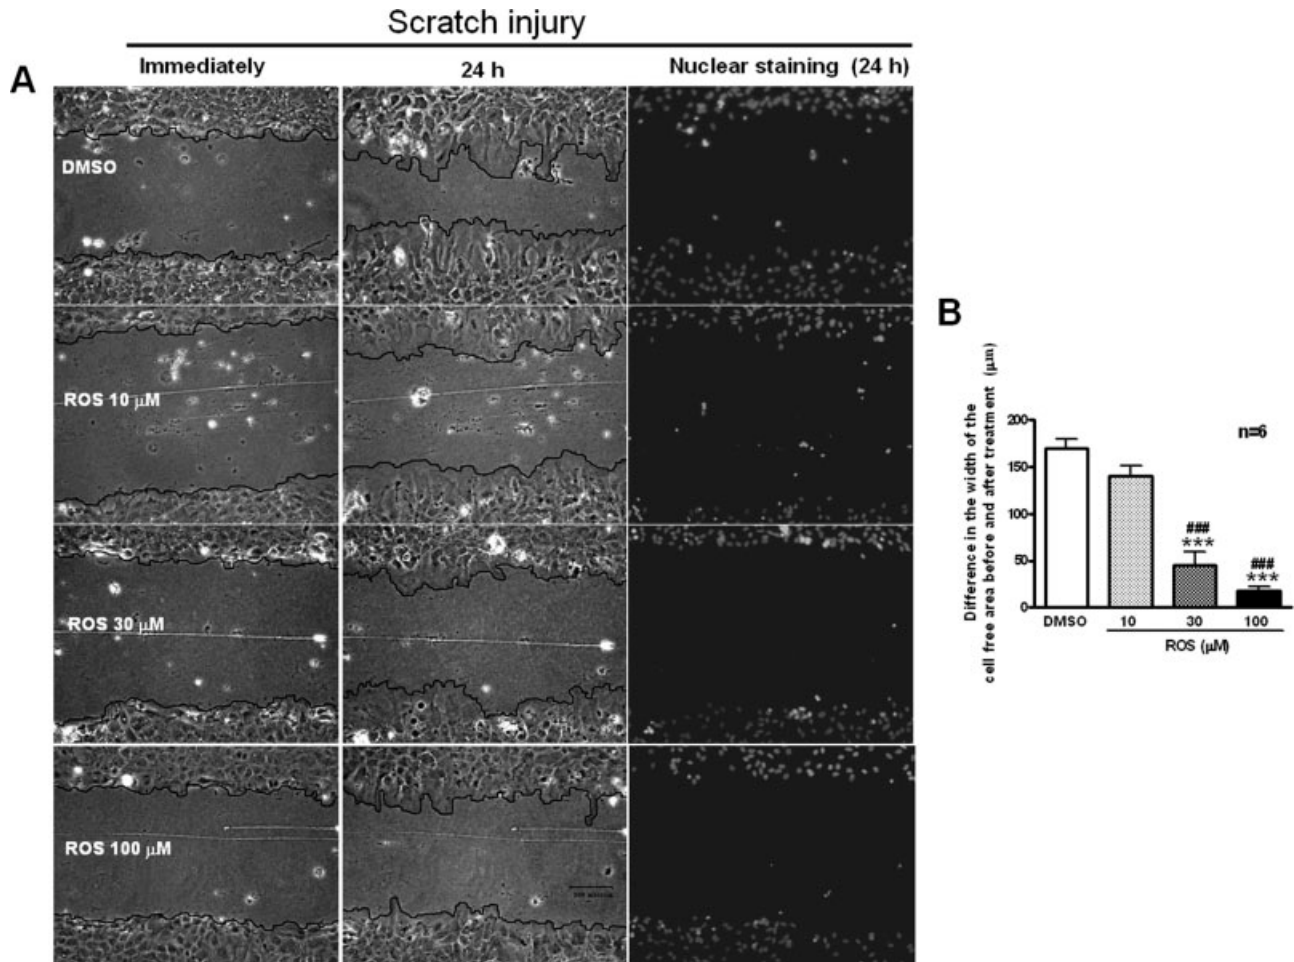 Scratch injury
A
Immediately
24 h
Nuclear staining (24 h)
DMSO
ROS 10 µM
ROS 30 µM
ROS 100 µM
B
Difference in the width of the
cell free area before and after treatment (µm)
200
150
100
50
0
n=6
###
***
###
***
DMSO
10
30
100
ROS (µM)